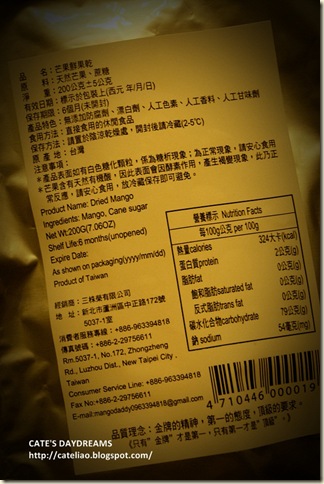 品　　名：芒果鮮果乾
原　　料：天然芒果、蔗糖
淨　　重：200公克±5公克
有效日期：標示於包裝上(西元 年/月/日)
保存期限：6個月(未開封)
產品特色：無添加防腐劑、漂白劑、人工色素、人工香料、人工甘味劑
食用方法：直接食用的休閒食品
保存方法：請置於陰涼乾燥處，開封後請冷藏(2-5℃)
原 產 地：台灣
注意事項：
＊產品表面如有白色糖化顆粒，係為糖析現象；為正常現象，請安心食用
＊芒果含有天然有機酸，因此表面會因酵素作用，產生褐變現象，此乃正
常反應，請安心食用，放冷藏保存即可避免。
Product Name: Dried Mango
Ingredients: Mango, Cane sugar
Net Wt:200G(7.06OZ)
Shelf Life:6 months(unopened)
Expire Date:
As shown on packaging(yyyy/mm/dd)
Product of Taiwan
營養標示 Nutrition Facts
每100g公克 per 100g
熱量calories 324大卡(kcal)
蛋白質protein 2公克(g)
脂肪fat 0公克(g)
飽和脂肪saturated fat 0公克(g)
反式脂肪trans fat 0公克(g)
碳水化合物carbohydrate 79公克(g)
鈉 sodium 54毫克(mg)
經銷商：三秩榮有限公司
地　址：新北市蘆洲區中正路172號
5037-1室
消費者服務專線：+886-963394818
傳真號碼：+886-2-29756611
Rm.5037-1, No.172, Zhongzheng
Rd., Luzhou Dist., New Taipei City ,
Taiwan
Consumer Service Line: +886-963394818
Fax No:+886-2-29756611
E-mail:mangodaddy0963394818@gmail.com
4 710446 000019
品質理念：金牌的精神，第一的態度，頂級的要求。
《只有"金牌"才是第一，只有第一才是頂級。》
CATE'S DAYDREAMS
http://cateliao.blogspot.com/